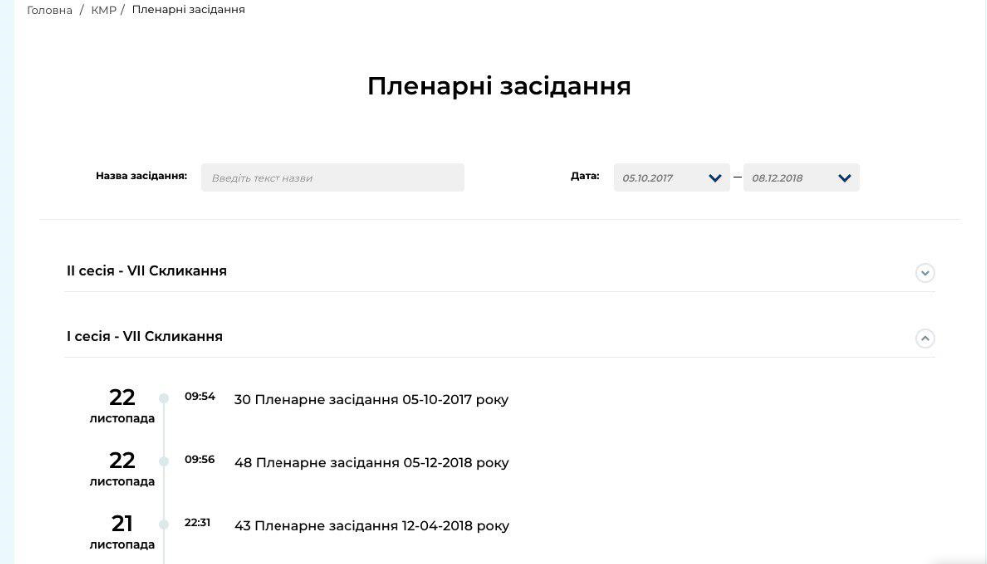 Головна / КМР / Пленарні засідання
Пленарні засідання
Назва засідання: Введіть текст назви Дата: 05.10.2017 – 08.12.2018
II сесія - VII Скликання
I сесія - VII Скликання
22 09:54 30 Пленарне засідання 05-10-2017 року
листопада
22 09:56 48 Пленарне засідання 05-12-2018 року
листопада
21 22:31 43 Пленарне засідання 12-04-2018 року
листопада